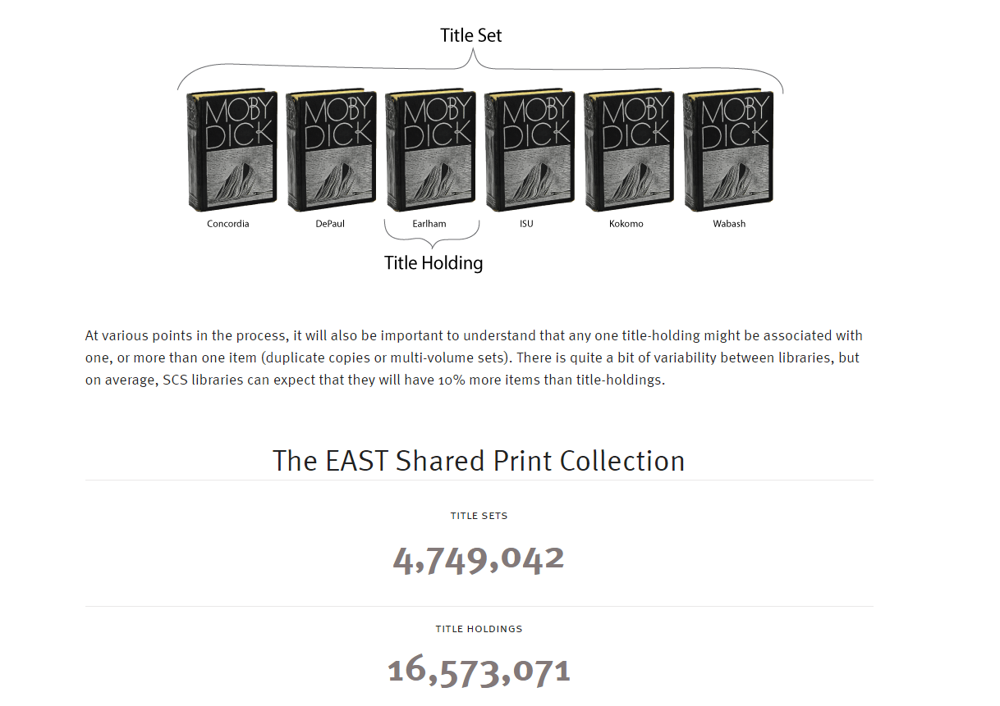 Title Set
MOBY DICK MOBY DICK MOBY DICK MOBY DICK MOBY DICK MOBY DICK
Concordia DePaul Earlham ISU Kokomo Wabash
Title Holding
At various points in the process, it will also be important to understand that any one title-holding might be associated with
one, or more than one item (duplicate copies or multi-volume sets). There is quite a bit of variability between libraries, but
on average, SCS libraries can expect that they will have 10% more items than title-holdings.
The EAST Shared Print Collection
TITLE SETS
4,749,042
TITLE HOLDINGS
16,573,071